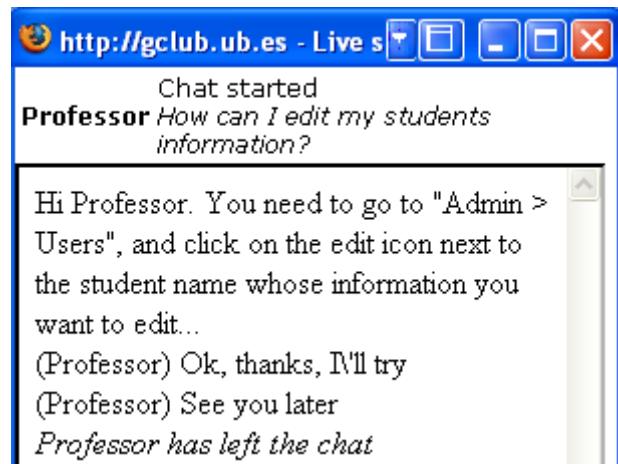 http://gclub.ub.es - Live s
Chat started
Professor How can I edit my students
information?
Hi Professor. You need to go to "Admin >
Users", and click on the edit icon next to
the student name whose information you
want to edit...
(Professor) Ok, thanks, I\'ll try
(Professor) See you later
Professor has left the chat